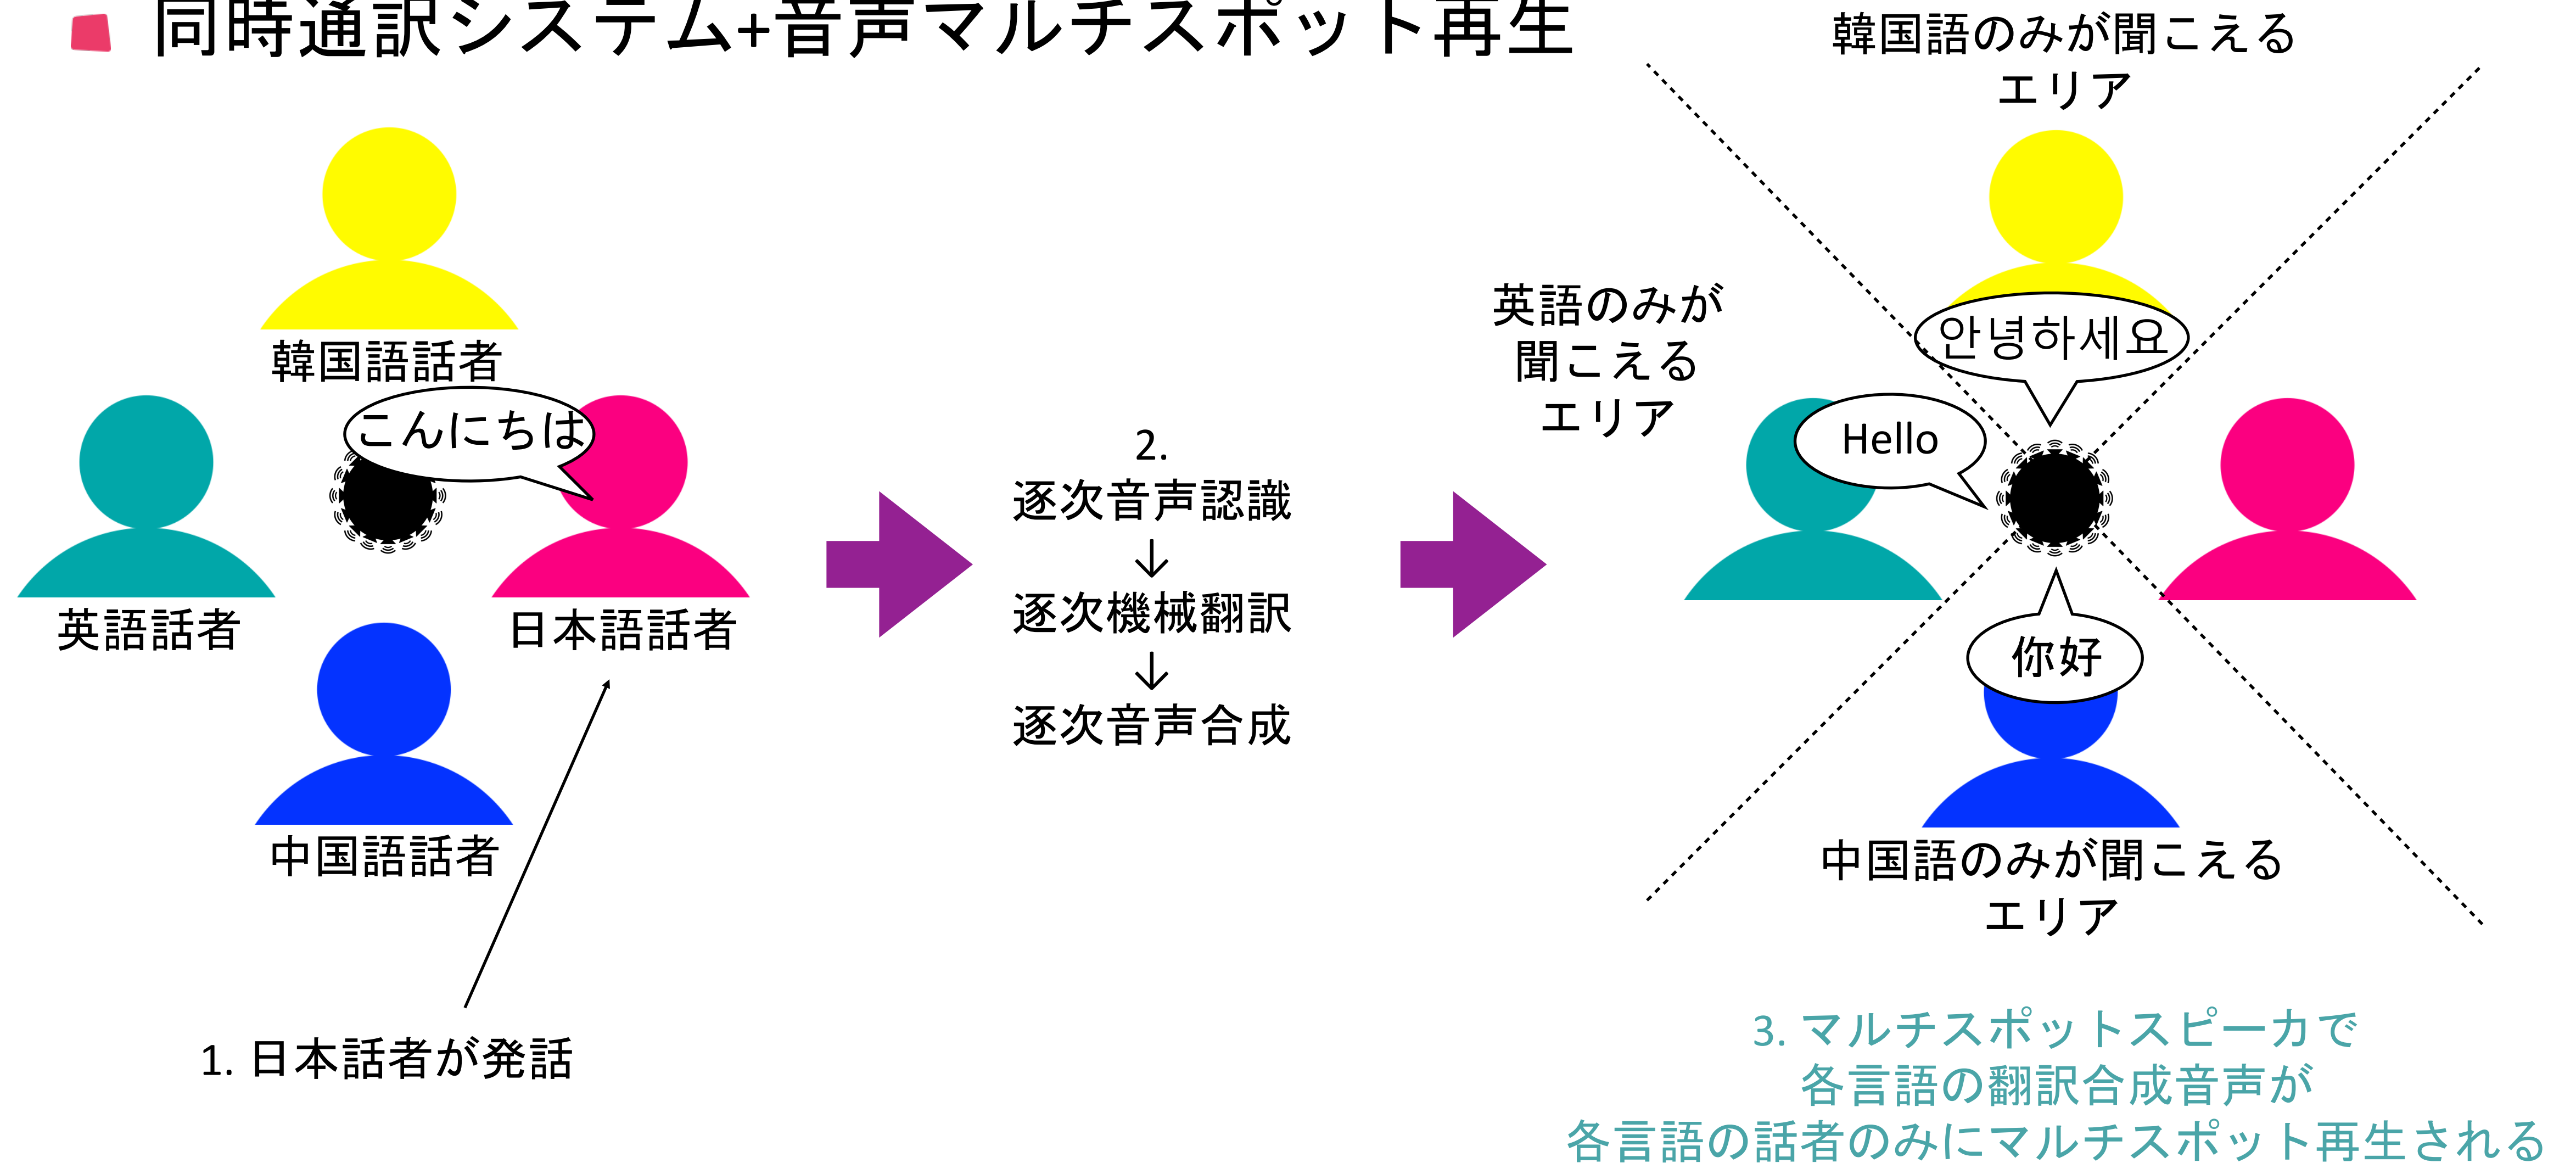 同時通訳システム+音声マルチスポット再生
韓国語話者
こんにちは
英語話者
日本語話者
中国語話者
1. 日本話者が発話
2.
逐次音声認識
↓
逐次機械翻訳
↓
逐次音声合成
韓国語のみが聞こえる
エリア
英語のみが
聞こえる
エリア
안녕하세요
Hello
你好
中国語のみが聞こえる
エリア
3. マルチスポットスピーカで
各言語の翻訳合成音声が
各言語の話者のみにマルチスポット再生される